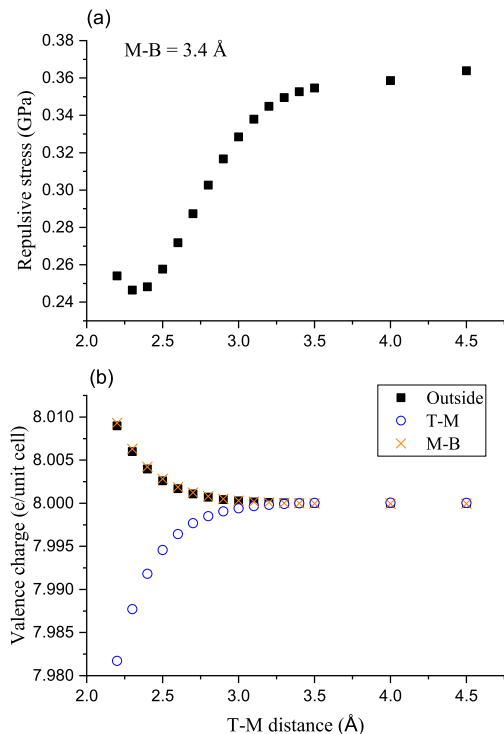 (a)
M-B = 3.4 Å
Repulsive stress (GPa)
0.38
0.36
0.34
0.32
0.30
0.28
0.26
0.24
2.0 2.5 3.0 3.5 4.0 4.5
(b)
Outside
T-M
M-B
Valence charge (e/unit cell)
8.010
8.005
8.000
7.995
7.990
7.985
7.980
2.0 2.5 3.0 3.5 4.0 4.5
T-M distance (Å)